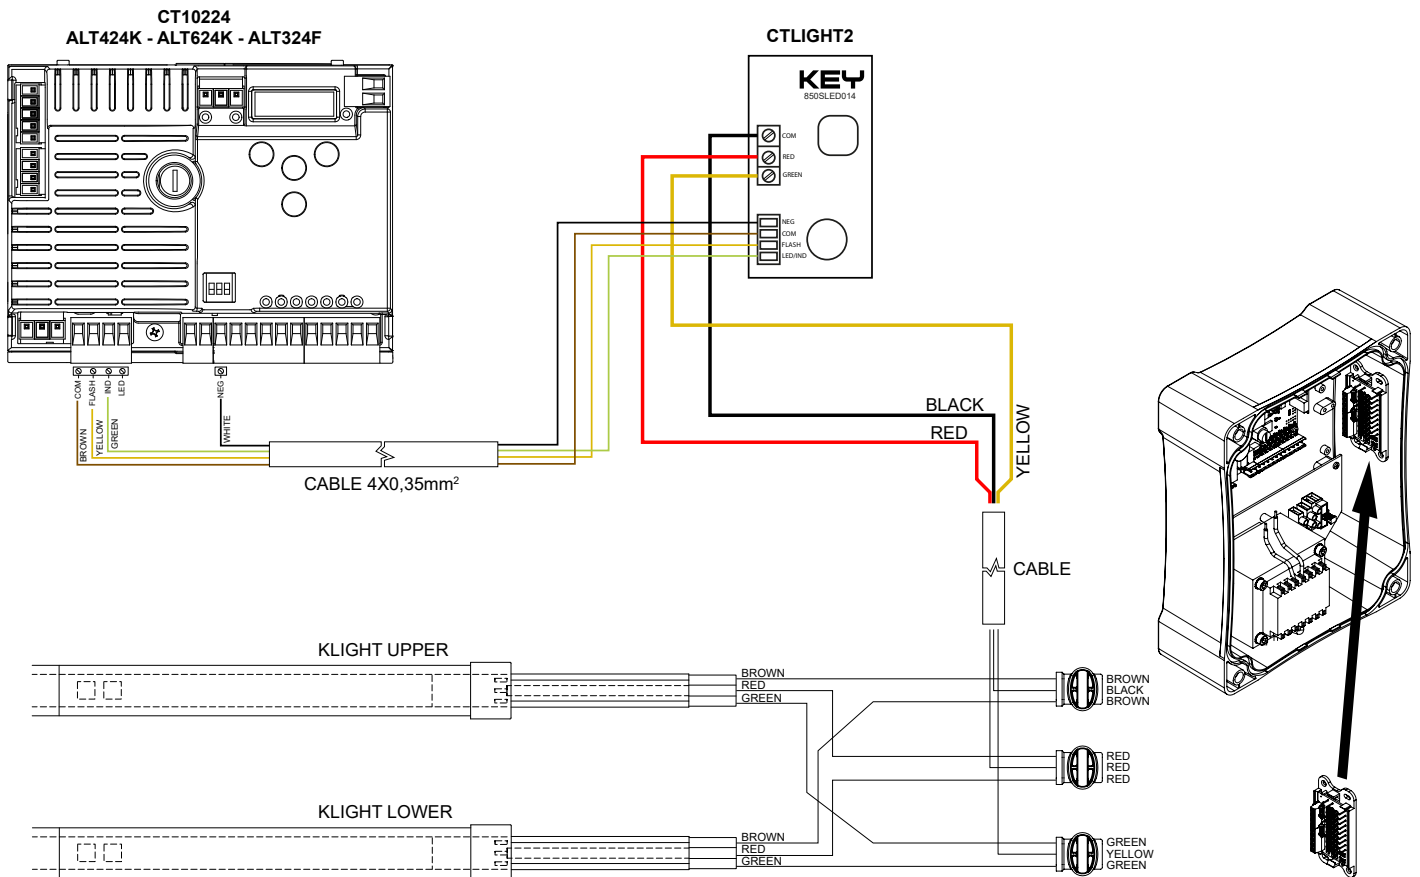 CT10224
ALT424K - ALT624K - ALT324F
CTLIGHT2
KEY
850SLED014
COM
RED
GREEN
NEG
COM
FLASH
LED/IND
COM
FLASH
IND
LED
NEG
BROWN
YELLOW
GREEN
WHITE
CABLE 4X0,35mm²
BLACK
RED
YELLOW
CABLE
KLIGHT UPPER
BROWN
RED
GREEN
BROWN
BLACK
BROWN
RED
RED
RED
KLIGHT LOWER
BROWN
RED
GREEN
GREEN
YELLOW
GREEN